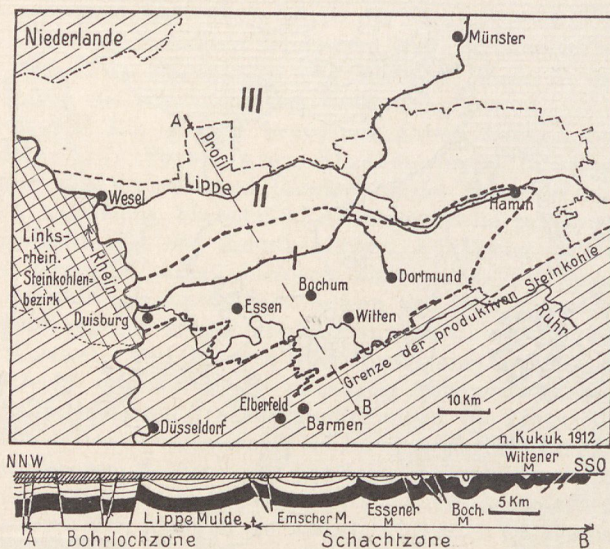 Niederlande
Münster
III
A
Profil
Lippe
Wesel
II
Hamm
Links-
rhein.
Steinkohlen-
bezirk
Rhein
I
Bochum
Dortmund
Essen
Duisburg
Witten
Grenze der produktiven Steinkohle
Ruhr
Elberfeld
Barmen
B
10 Km
Düsseldorf
n. Kukuk 1912
NNW
Wittener
M
SSO
Lippe Mulde
Emscher M.
Essener
M
Boch.
M
5 Km
A
Bohrlochzone
Schachtzone
B